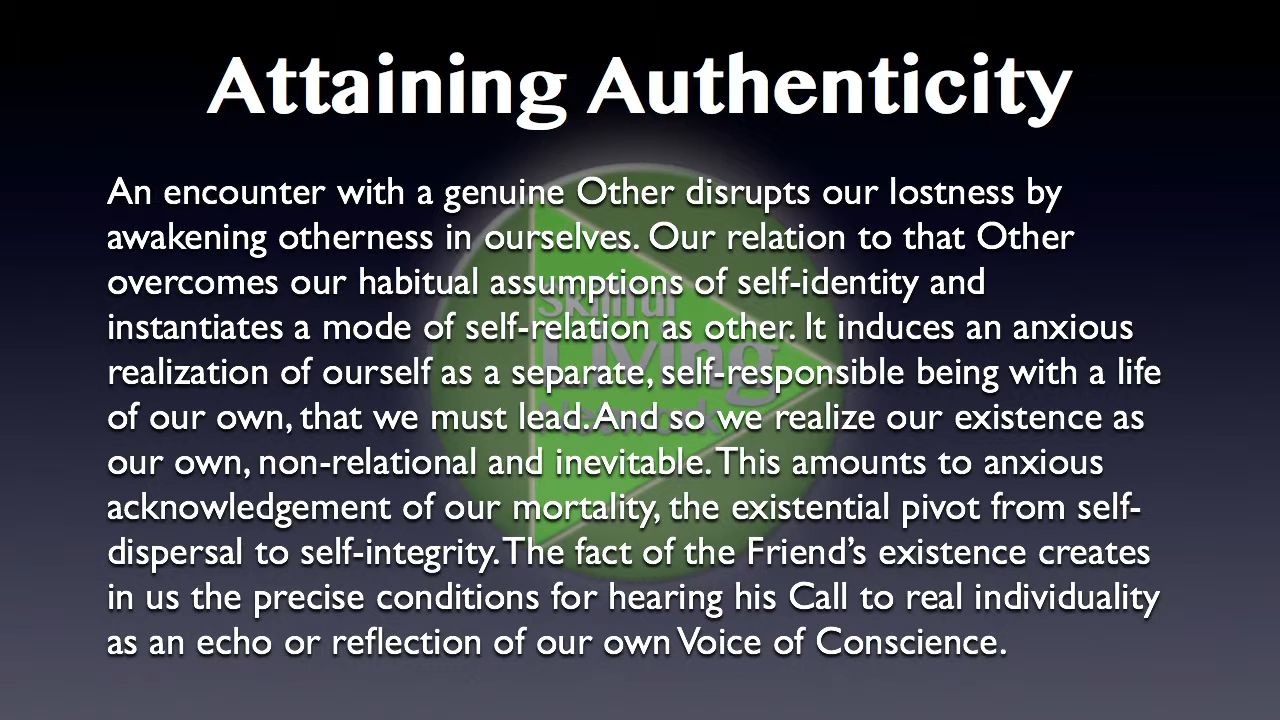 Attaining Authenticity
An encounter with a genuine Other disrupts our lostness by
awakening otherness in ourselves. Our relation to that Other
overcomes our habitual assumptions of self-identity and
instantiates a mode of self-relation as other. It induces an anxious
realization of ourself as a separate, self-responsible being with a life
of our own, that we must lead. And so we realize our existence as
our own, non-relational and inevitable. This amounts to anxious
acknowledgement of our mortality, the existential pivot from self-
dispersal to self-integrity. The fact of the Friend’s existence creates
in us the precise conditions for hearing his Call to real individuality
as an echo or reflection of our own Voice of Conscience.
Skillful
Living
Network